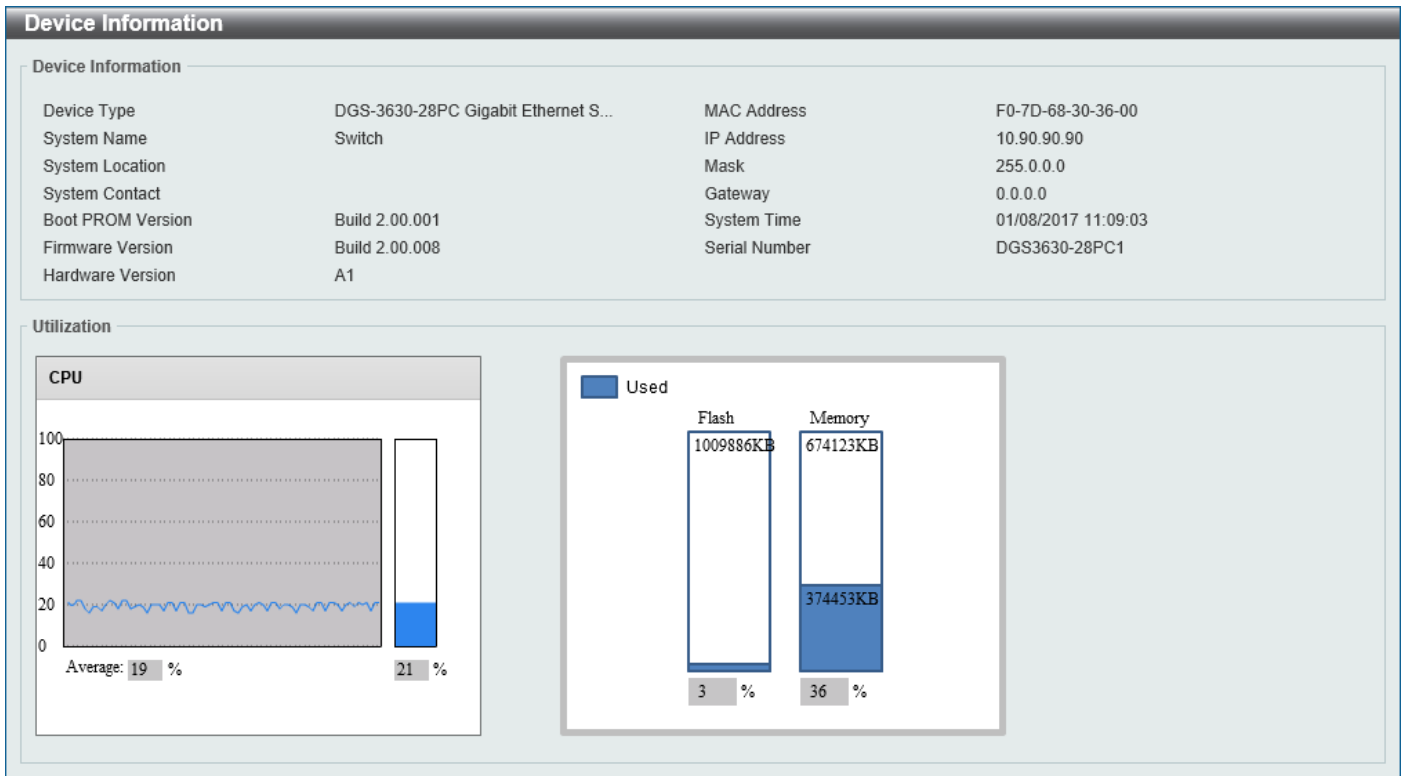 Device Information
Device Information
Device Type DGS-3630-28PC Gigabit Ethernet S... MAC Address F0-7D-68-30-36-00
System Name Switch IP Address 10.90.90.90
System Location Mask 255.0.0.0
System Contact Gateway 0.0.0.0
Boot PROM Version Build 2.00.001 System Time 01/08/2017 11:09:03
Firmware Version Build 2.00.008 Serial Number DGS3630-28PC1
Hardware Version A1
Utilization
CPU
100
80
60
40
20
0
Average: 19 % 21 %
Used
Flash Memory
1009886KB 674123KB
374453KB
3 % 36 %